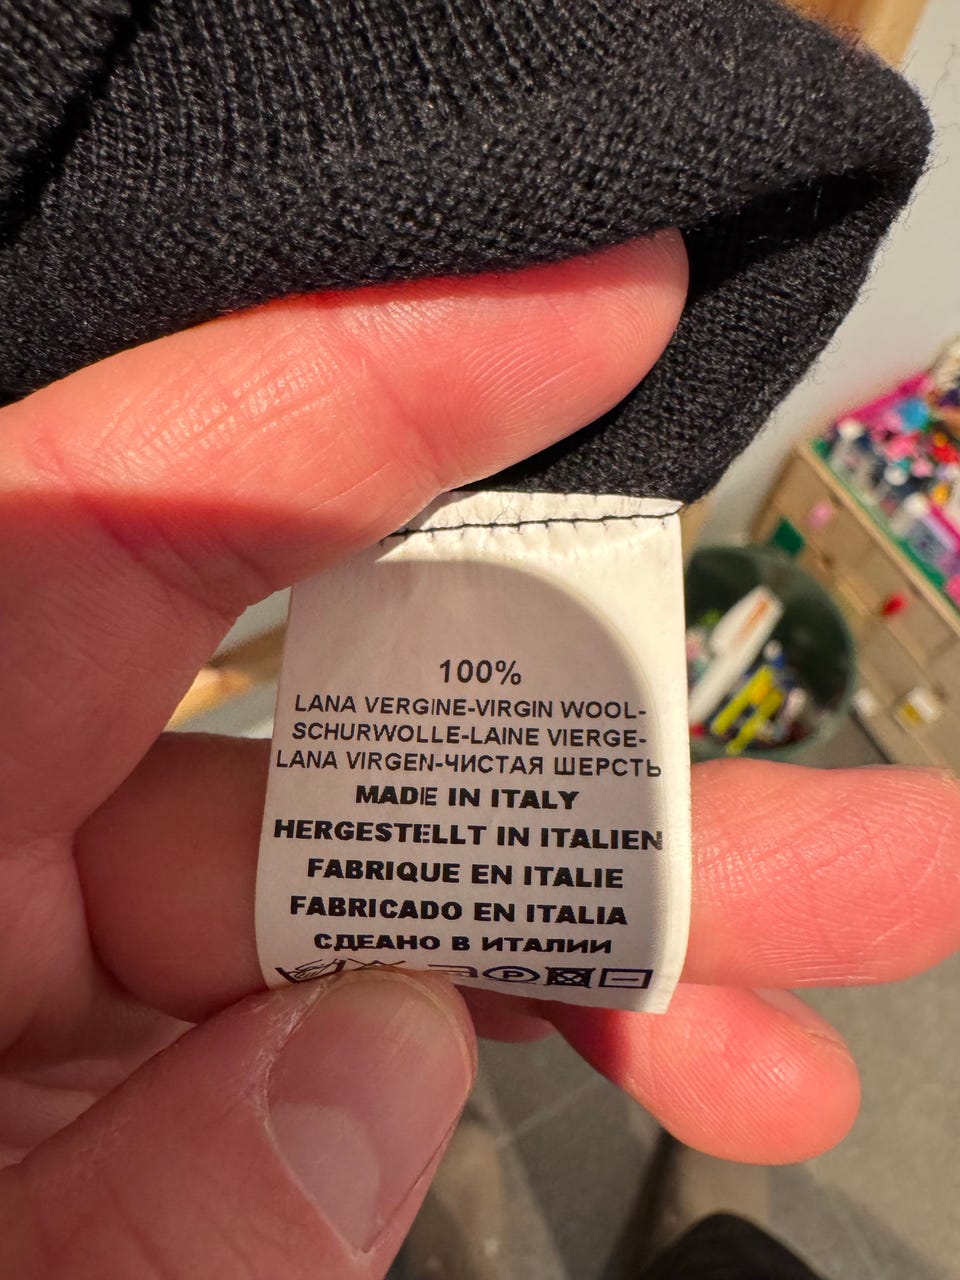 100%
LANA VERGINE-VIRGIN WOOL-
SCHURWOLLE-LAINE VIERGE-
LANA VIRGEN-ЧИСТАЯ ШЕРСТЬ
MADE IN ITALY
HERGESTELLT IN ITALIEN
FABRIQUE EN ITALIE
FABRICADO EN ITALIA
СДЕАНО В ИТАЛИИ
P